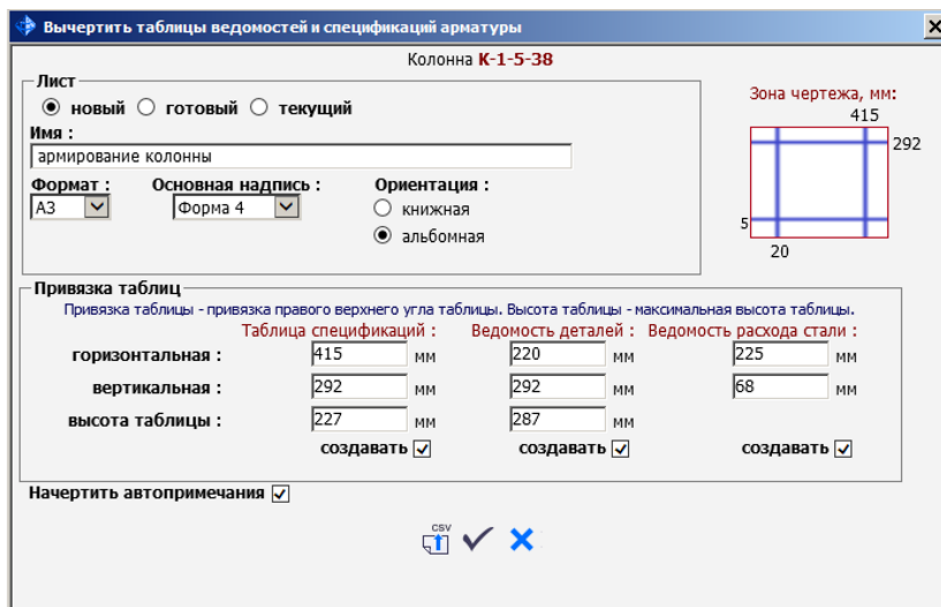 Вычертить таблицы ведомостей и спецификаций арматуры
Колонна К-1-5-38
Лист
новый готовый текущий
Имя :
армирование колонны
Формат : Основная надпись : Ориентация :
А3 Форма 4 книжная
альбомная
Зона чертежа, мм:
415
292
5
20
Привязка таблиц
Привязка таблицы - привязка правого верхнего угла таблицы. Высота таблицы - максимальная высота таблицы.
Таблица спецификаций : Ведомость деталей : Ведомость расхода стали :
горизонтальная : 415 мм 220 мм 225 мм
вертикальная : 292 мм 292 мм 68 мм
высота таблицы : 227 мм 287 мм
создавать создавать создавать
Начертить автопримечания
CSV